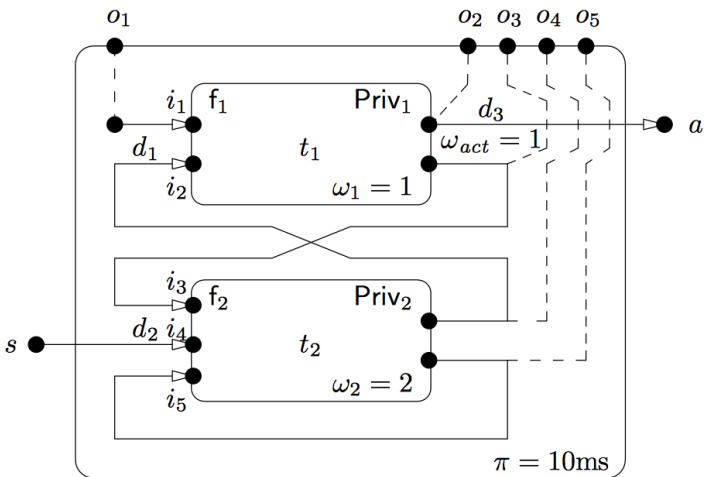 o₁ o₂ o₃ o₄ o₅
i₁ f₁ Priv₁ d₃ a
d₁ t₁ ω_act = 1
i₂ ω₁ = 1
i₃ f₂ Priv₂
s d₂ i₄ t₂
i₅ ω₂ = 2
π = 10ms